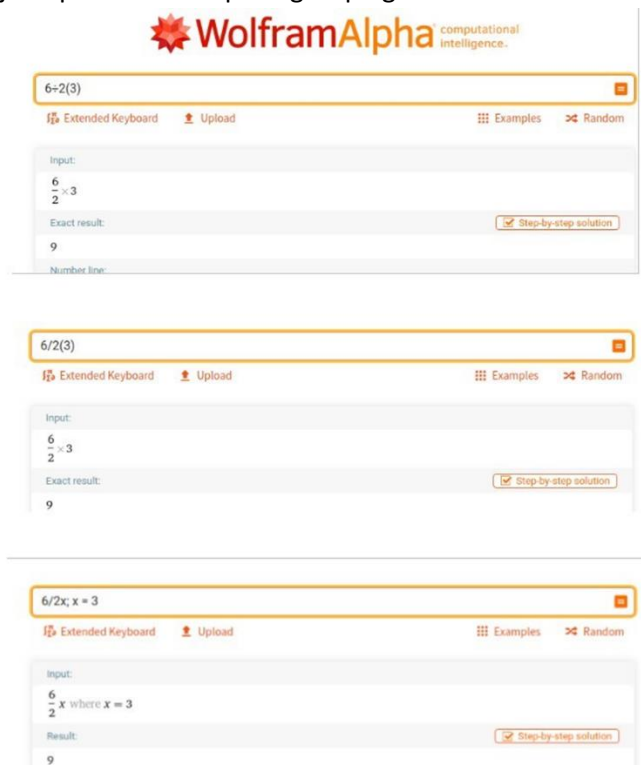 WolframAlpha computational intelligence.
6÷2(3)
Extended Keyboard Upload Examples Random
Input:
6/2 × 3
Exact result: Step-by-step solution
9
Number line:
6/2(3)
Extended Keyboard Upload Examples Random
Input:
6/2 × 3
Exact result: Step-by-step solution
9
6/2x; x = 3
Extended Keyboard Upload Examples Random
Input:
6/2 x where x = 3
Result: Step-by-step solution
9